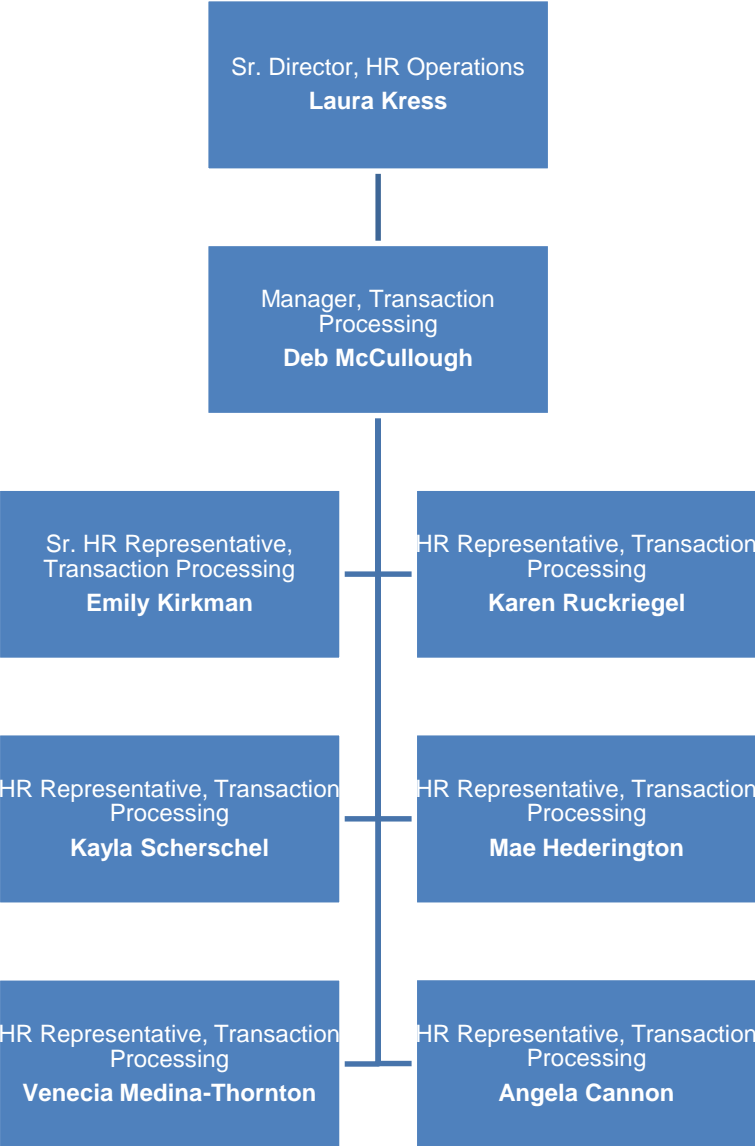 Sr. Director, HR Operations
Laura Kress
Manager, Transaction
Processing
Deb McCullough
Sr. HR Representative,
Transaction Processing
Emily Kirkman
HR Representative, Transaction
Processing
Karen Ruckriegel
HR Representative, Transaction
Processing
Kayla Scherschel
HR Representative, Transaction
Processing
Mae Hederington
HR Representative, Transaction
Processing
Venecia Medina-Thornton
HR Representative, Transaction
Processing
Angela Cannon